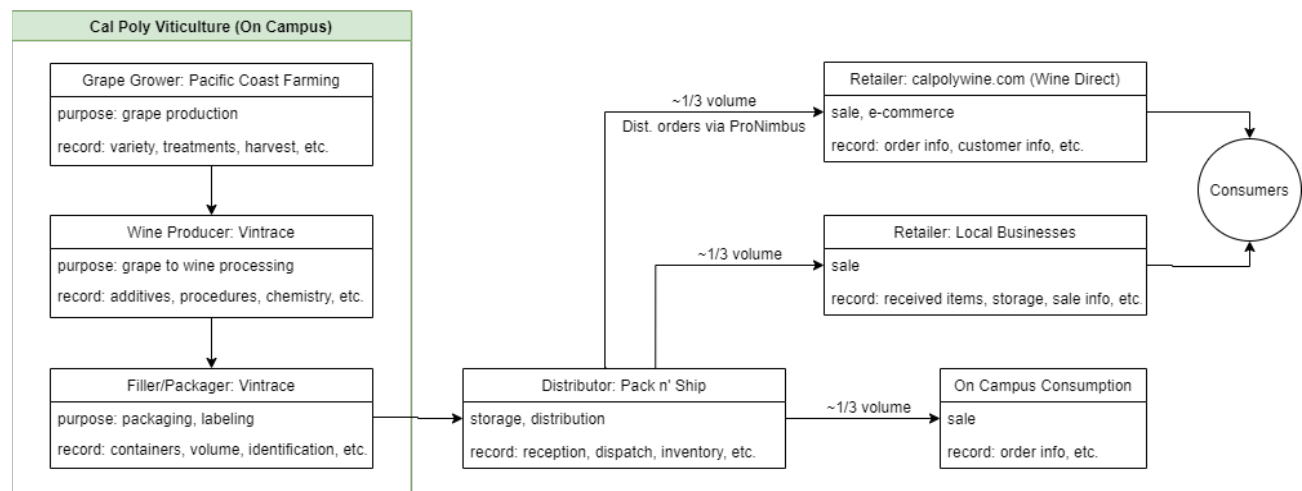 Cal Poly Viticulture (On Campus)
Grape Grower: Pacific Coast Farming
purpose: grape production
record: variety, treatments, harvest, etc.
Wine Producer: Vintrace
purpose: grape to wine processing
record: additives, procedures, chemistry, etc.
Filler/Packager: Vintrace
purpose: packaging, labeling
record: containers, volume, identification, etc.
Distributor: Pack n' Ship
storage, distribution
record: reception, dispatch, inventory, etc.
~1/3 volume
Dist. orders via ProNimbus
Retailer: calpolywine.com (Wine Direct)
sale, e-commerce
record: order info, customer info, etc.
~1/3 volume
Retailer: Local Businesses
sale
record: received items, storage, sale info, etc.
~1/3 volume
On Campus Consumption
sale
record: order info, etc.
Consumers